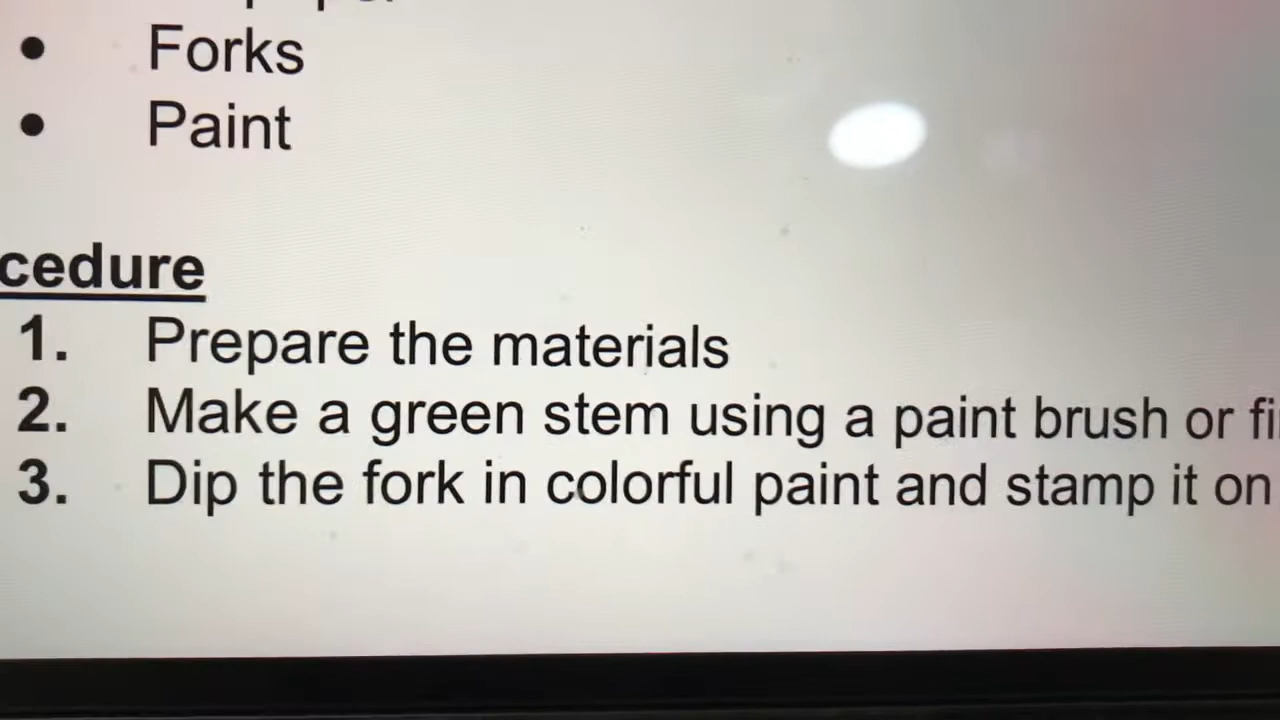 • Forks
• Paint
cedure
1. Prepare the materials
2. Make a green stem using a paint brush or fi
3. Dip the fork in colorful paint and stamp it on